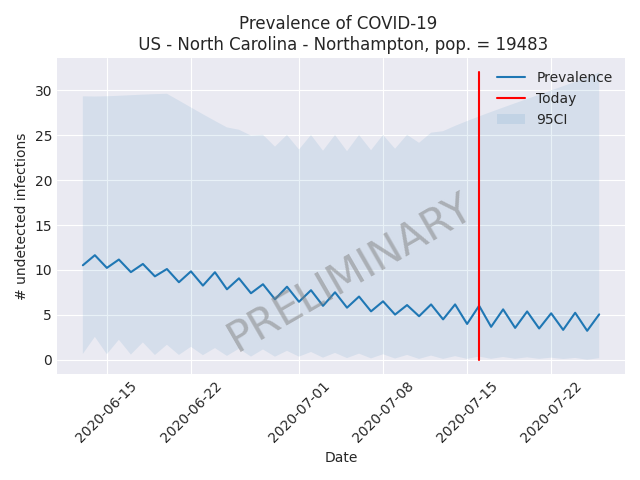 Prevalence of COVID-19
US - North Carolina - Northampton, pop. = 19483
Prevalence
Today
95CI
30
25
20
15
10
5
0
# undetected infections
PRELIMINARY
2020-06-15
2020-06-22
2020-07-01
2020-07-08
2020-07-15
2020-07-22
Date